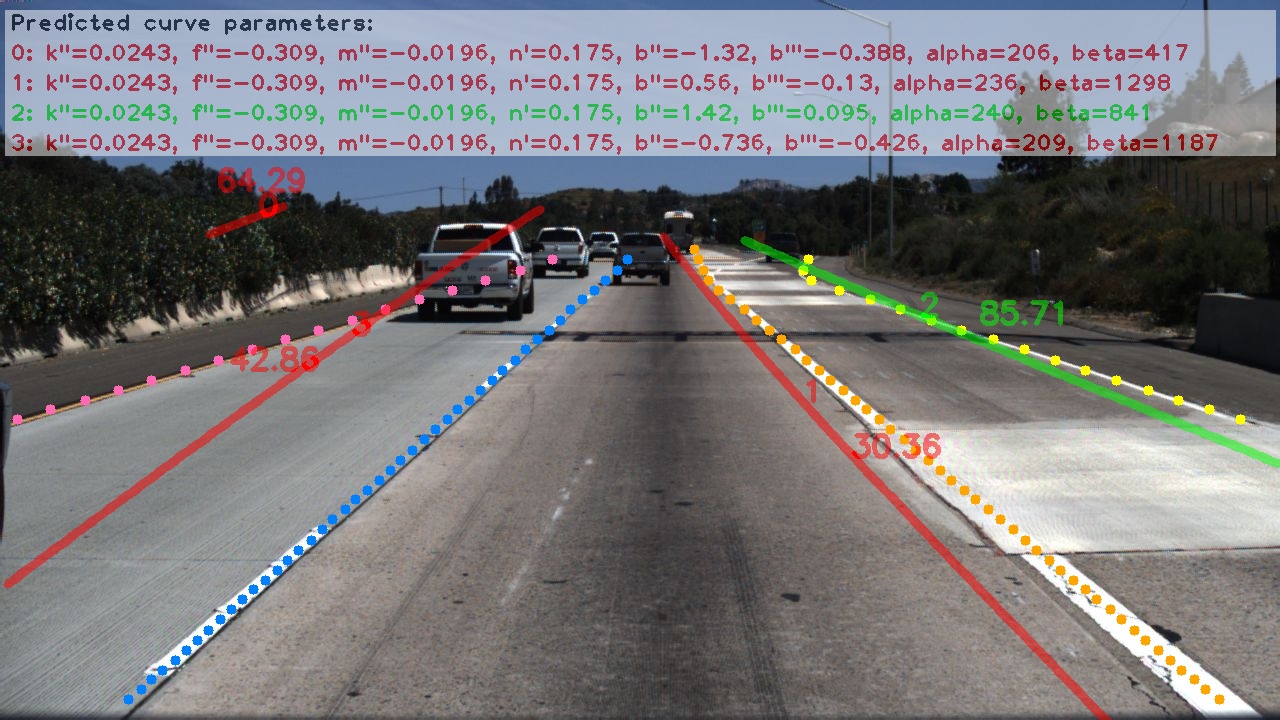 Predicted curve parameters:
0: k''=0.0243, f''=−0.309, m''=−0.0196, n'=0.175, b''=−1.32, b'''=−0.388, alpha=206, beta=417
1: k''=0.0243, f''=−0.309, m''=−0.0196, n'=0.175, b''=0.56, b'''=−0.13, alpha=236, beta=1298
2: k''=0.0243, f''=−0.309, m''=−0.0196, n'=0.175, b''=1.42, b'''=0.095, alpha=240, beta=841
3: k''=0.0243, f''=−0.309, m''=−0.0196, n'=0.175, b''=−0.736, b'''=−0.426, alpha=209, beta=1187
64.29
0
2
85.71
3
42.86
1
30.36